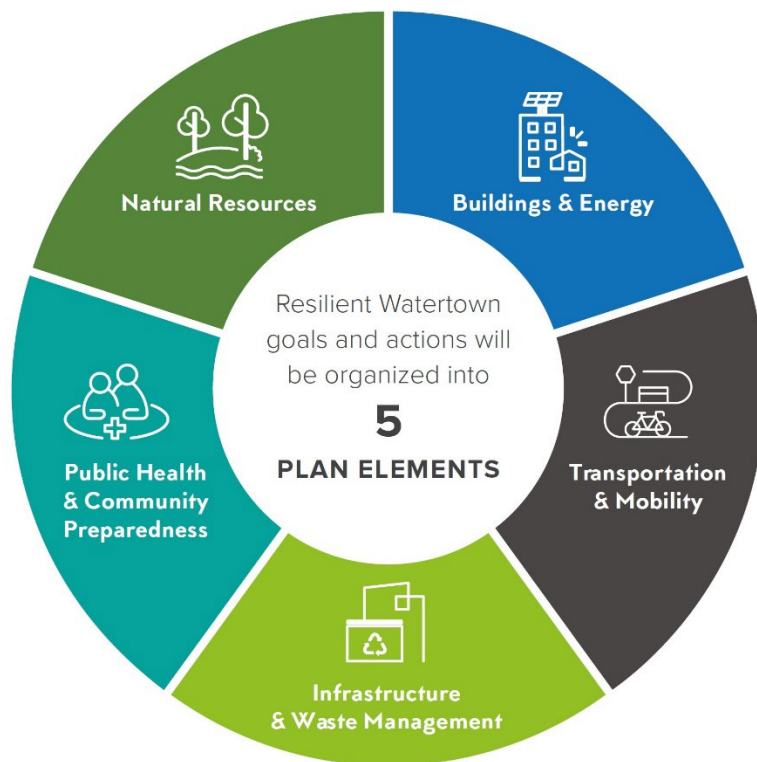 Natural Resources
Buildings & Energy
Resilient Watertown
goals and actions will
be organized into
5
PLAN ELEMENTS
Public Health
& Community
Preparedness
Transportation
& Mobility
Infrastructure
& Waste Management